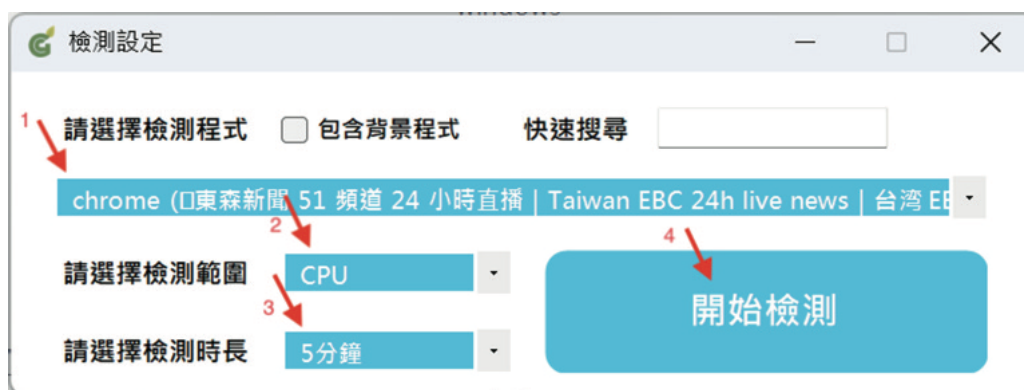 檢測設定
1
請選擇檢測程式 包含背景程式 快速搜尋
chrome (□東森新聞 51 頻道 24 小時直播 | Taiwan EBC 24h live news | 台湾 EB
2
4
請選擇檢測範圍 CPU
開始檢測
3
請選擇檢測時長 5分鐘